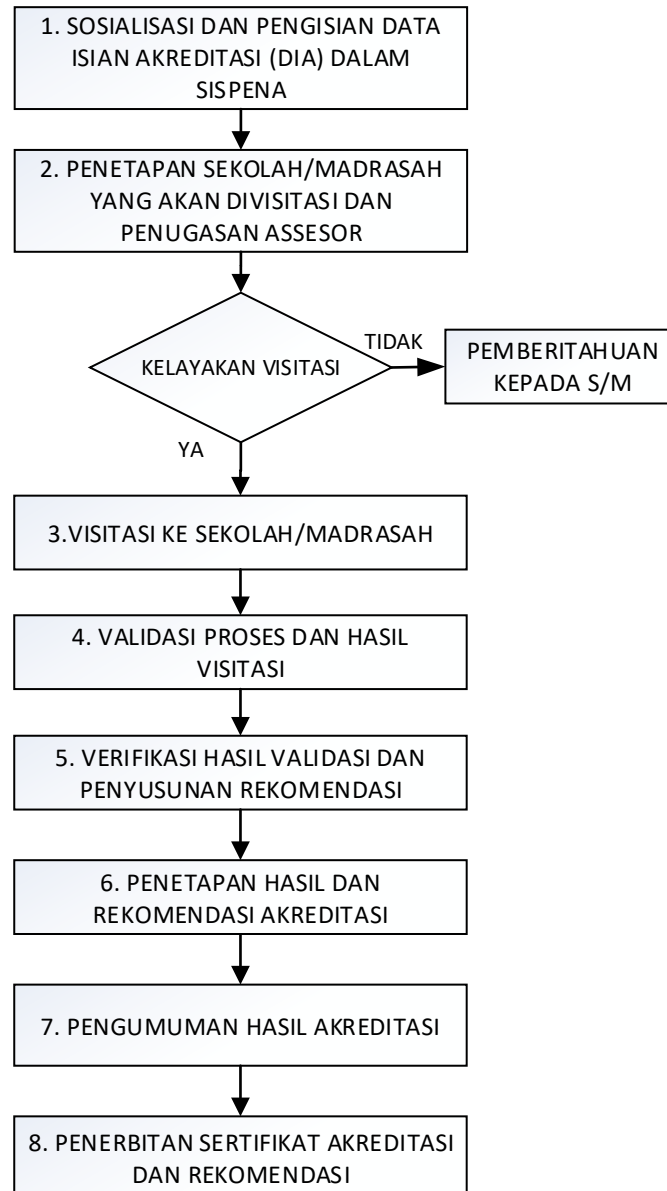 1. SOSIALISASI DAN PENGISIAN DATA
ISIAN AKREDITASI (DIA) DALAM
SISPENA
2. PENETAPAN SEKOLAH/MADRASAH
YANG AKAN DIVISITASI DAN
PENUGASAN ASSESOR
KELAYAKAN VISITASI
TIDAK
PEMBERITAHUAN
KEPADA S/M
YA
3.VISITASI KE SEKOLAH/MADRASAH
4. VALIDASI PROSES DAN HASIL
VISITASI
5. VERIFIKASI HASIL VALIDASI DAN
PENYUSUNAN REKOMENDASI
6. PENETAPAN HASIL DAN
REKOMENDASI AKREDITASI
7. PENGUMUMAN HASIL AKREDITASI
8. PENERBITAN SERTIFIKAT AKREDITASI
DAN REKOMENDASI